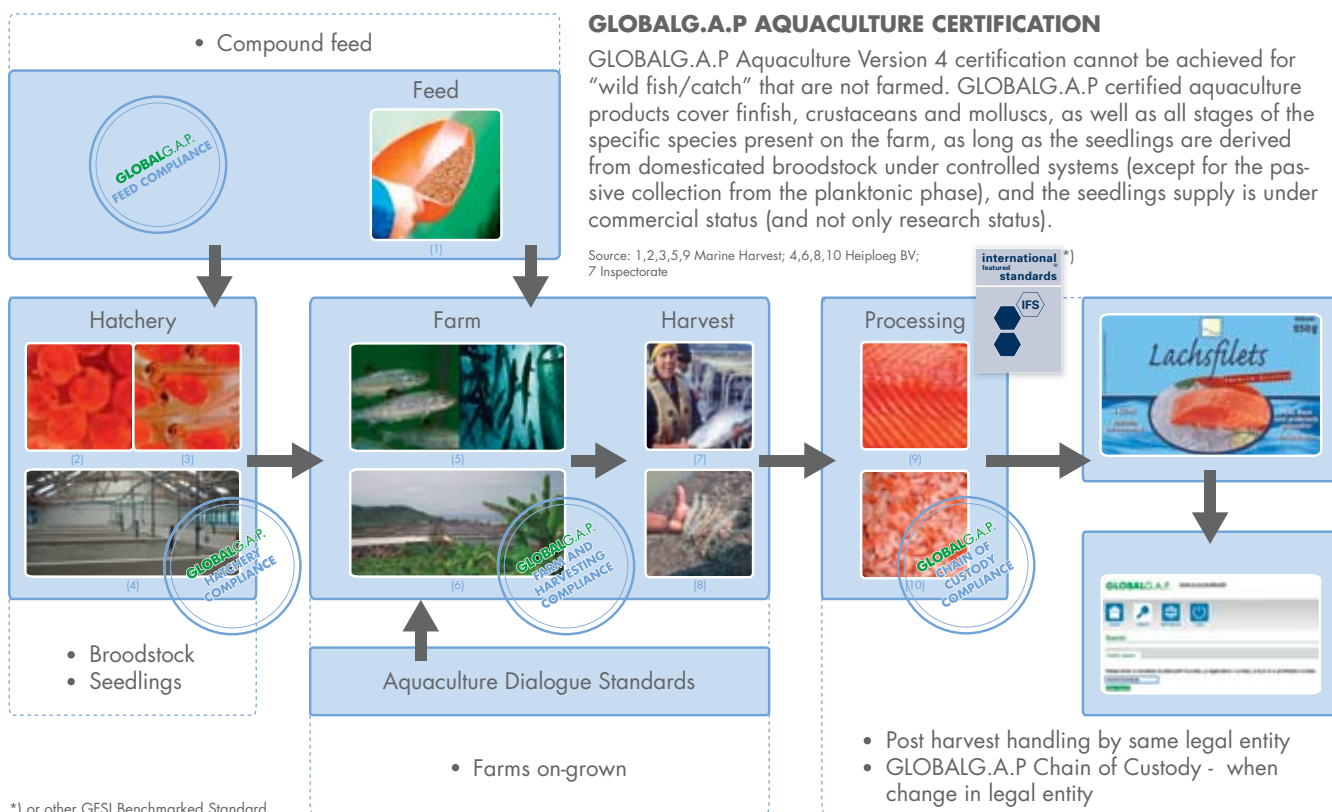 • Compound feed
Feed
GLOBALG.A.P.
FEED COMPLIANCE
(1)
GLOBALG.A.P AQUACULTURE CERTIFICATION
GLOBALG.A.P Aquaculture Version 4 certification cannot be achieved for
“wild fish/catch” that are not farmed. GLOBALG.A.P certified aquaculture
products cover finfish, crustaceans and molluscs, as well as all stages of the
specific species present on the farm, as long as the seedlings are derived
from domesticated broodstock under controlled systems (except for the pas-
sive collection from the planktonic phase), and the seedlings supply is under
commercial status (and not only research status).
Source: 1,2,3,5,9 Marine Harvest; 4,6,8,10 Heiploeg BV;
7 Inspectorate
international
featured
standards
®
*)
IFS
Hatchery
(2)
(3)
(4)
GLOBALG.A.P.
HATCHERY
COMPLIANCE
• Broodstock
• Seedlings
Farm
(5)
(6)
Harvest
(7)
(8)
GLOBALG.A.P.
FARM AND
HARVESTING
COMPLIANCE
Aquaculture Dialogue Standards
• Farms on-grown
Processing
(9)
(10)
GLOBALG.A.P.
CHAIN OF
CUSTODY
COMPLIANCE
Lachsfilets
GLOBALG.A.P.
• Post harvest handling by same legal entity
• GLOBALG.A.P Chain of Custody - when
change in legal entity
*) or other GFSI Benchmarked Standard